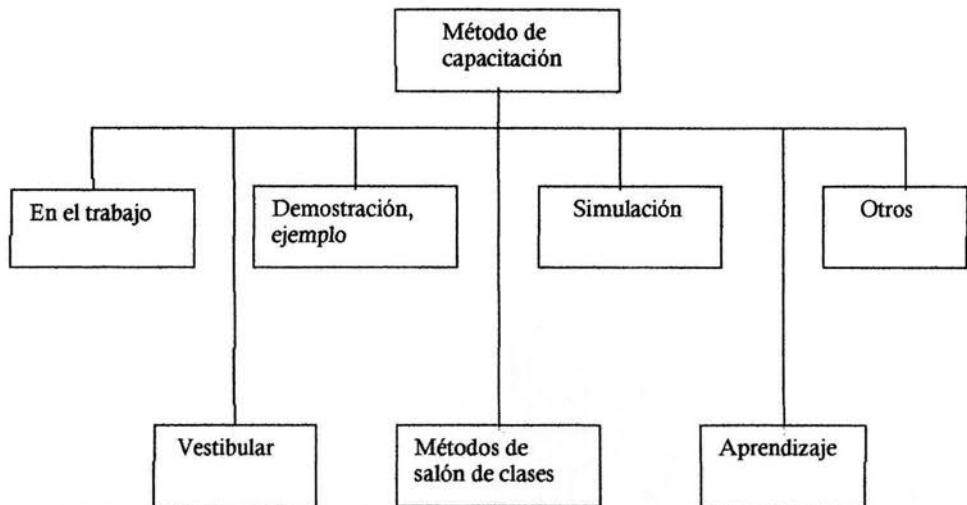 Método de
capacitación
En el trabajo
Demostración,
ejemplo
Simulación
Otros
Vestibular
Métodos de
salón de clases
Aprendizaje